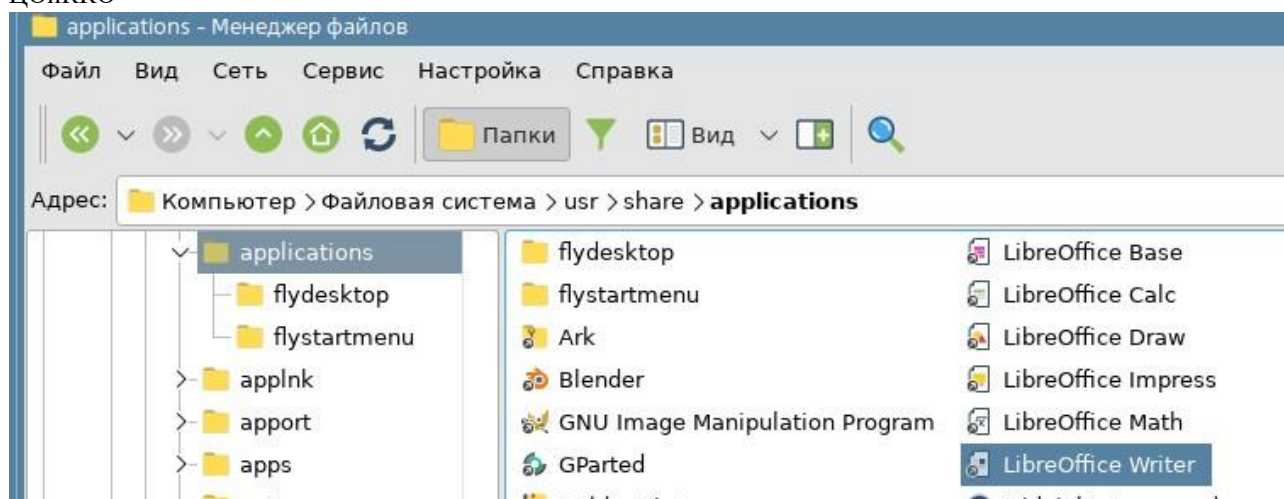 applications - Менеджер файлов
Файл Вид Сеть Сервис Настройка Справка
Папки Вид
Адрес: Компьютер > Файловая система > usr > share > applications
applications
flydesktop
flystartmenu
applnk
apport
apps
flydesktop
flystartmenu
Ark
Blender
GNU Image Manipulation Program
GParted
LibreOffice Base
LibreOffice Calc
LibreOffice Draw
LibreOffice Impress
LibreOffice Math
LibreOffice Writer